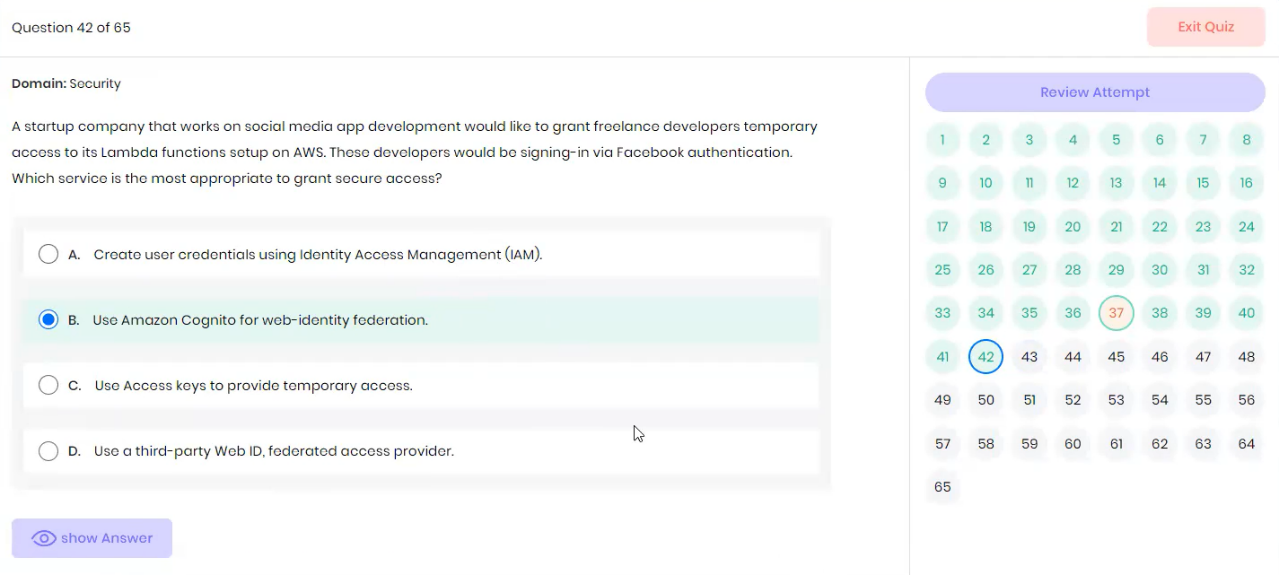 Question 42 of 65
Exit Quiz
Domain: Security
A startup company that works on social media app development would like to grant freelance developers temporary
access to its Lambda functions setup on AWS. These developers would be signing-in via Facebook authentication.
Which service is the most appropriate to grant secure access?
A. Create user credentials using Identity Access Management (IAM).
B. Use Amazon Cognito for web-identity federation.
C. Use Access keys to provide temporary access.
D. Use a third-party Web ID, federated access provider.
show Answer
Review Attempt
1 2 3 4 5 6 7 8
9 10 11 12 13 14 15 16
17 18 19 20 21 22 23 24
25 26 27 28 29 30 31 32
33 34 35 36 37 38 39 40
41 42 43 44 45 46 47 48
49 50 51 52 53 54 55 56
57 58 59 60 61 62 63 64
65